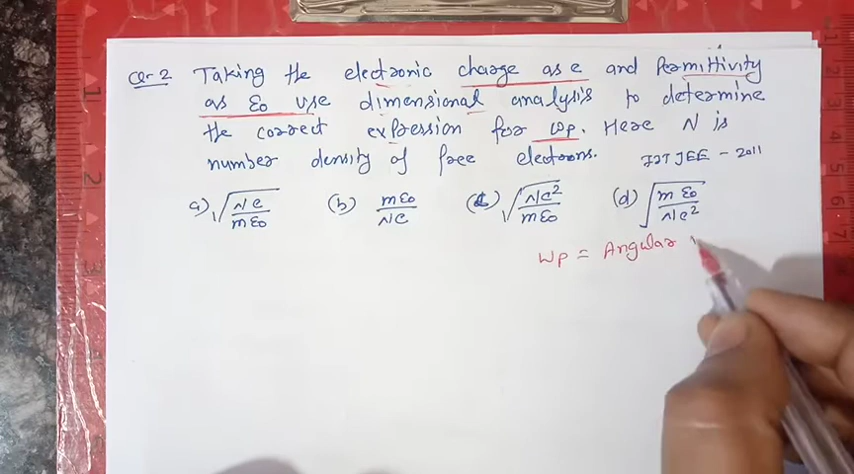 Qr-2 Taking the electronic charge as e and Permittivity
as ε0 use dimensional analysis to determine
the correct expression for ωp. Here N is
number density of free electrons. IIT JEE - 2011
a) √(Ne/mε0) (b) mε0/Ne (c) √(Ne²/mε0) (d) √(mε0/Ne²)
ωp = Angular